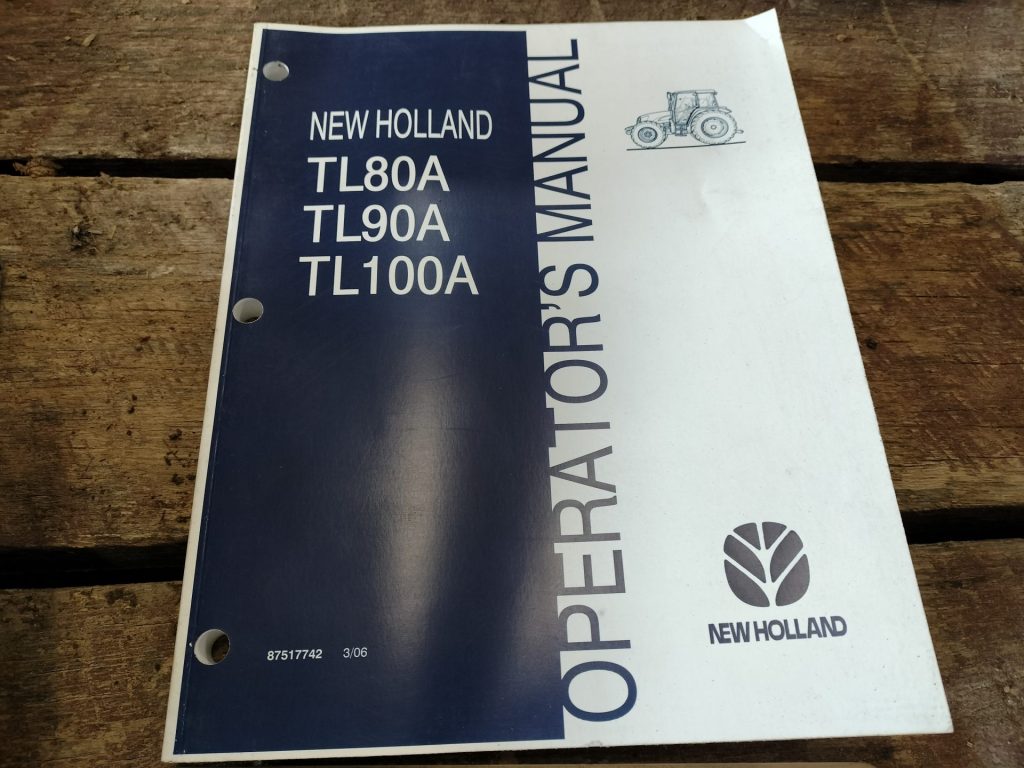 NEW HOLLAND
TL80A
TL90A
TL100A
OPERATOR'S MANUAL
87517742 3/06
NEW HOLLAND